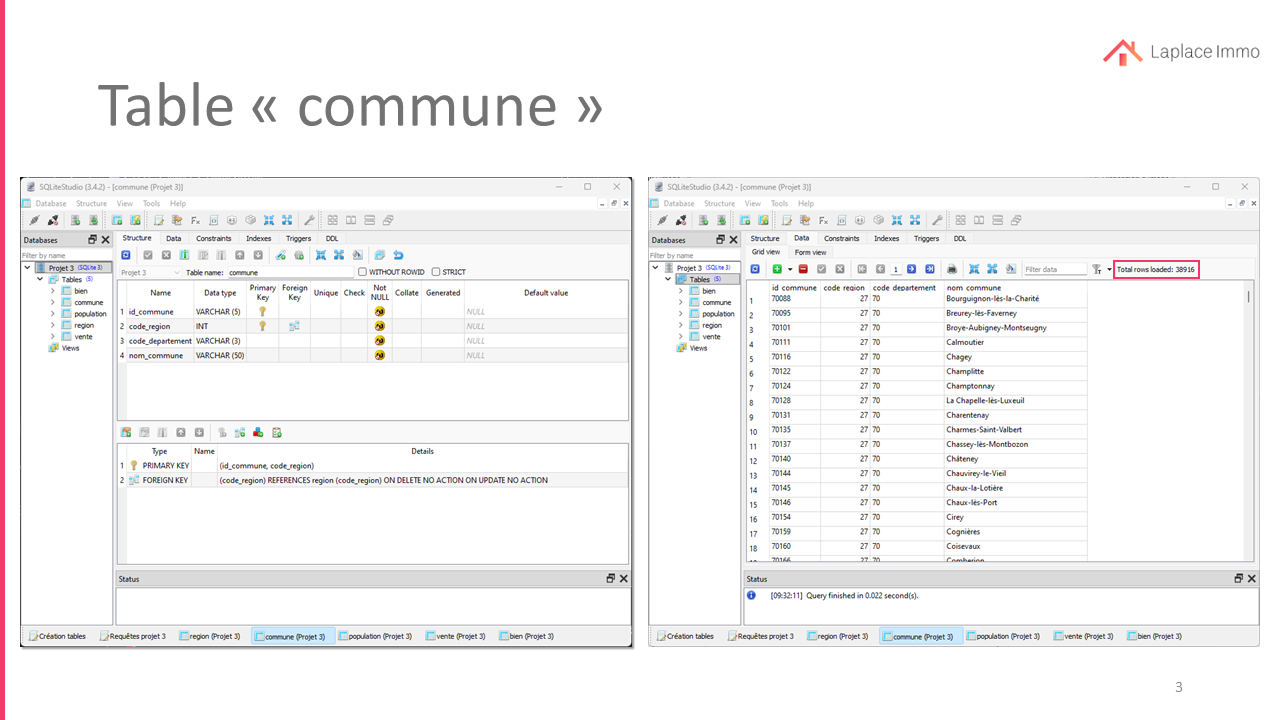 Laplace Immo
Table « commune »
SQLiteStudio (3.4.2) - [commune (Projet 3)]
Database Structure View Tools Help
Databases
Filter by name
Projet 3 (SQLite 3)
Tables (5)
bien
commune
population
region
vente
Views
Structure Data Constraints Indexes Triggers DDL
Projet 3 Table name: commune WITHOUT ROWID STRICT
Name Data type Primary Key Foreign Key Unique Check Not NULL Collate Generated Default value
1 id_commune VARCHAR (5) NULL
2 code_region INT NULL
3 code_departement VARCHAR (3) NULL
4 nom_commune VARCHAR (50) NULL
Type Name Details
1 PRIMARY KEY (id_commune, code_region)
2 FOREIGN KEY (code_region) REFERENCES region (code_region) ON DELETE NO ACTION ON UPDATE NO ACTION
Status
Création tables Requêtes projet 3 region (Projet 3) commune (Projet 3) population (Projet 3) vente (Projet 3) bien (Projet 3)
SQLiteStudio (3.4.2) - [commune (Projet 3)]
Database Structure View Tools Help
Databases
Filter by name
Projet 3 (SQLite 3)
Tables (5)
bien
commune
population
region
vente
Views
Structure Data Constraints Indexes Triggers DDL
Grid view Form view
1 Filter data Total rows loaded: 38916
id_commune code_region code_departement nom_commune
1 70088 27 70 Bourguignon-lès-la-Charité
2 70095 27 70 Breurey-lès-Faverney
3 70101 27 70 Broye-Aubigney-Montseugny
4 70111 27 70 Calmoutier
5 70116 27 70 Chagey
6 70122 27 70 Champlitte
7 70124 27 70 Champtonnay
8 70128 27 70 La Chapelle-lès-Luxeuil
9 70131 27 70 Charentenay
10 70135 27 70 Charmes-Saint-Valbert
11 70137 27 70 Chassey-lès-Montbozon
12 70140 27 70 Châteney
13 70144 27 70 Chauvirey-le-Vieil
14 70145 27 70 Chaux-la-Lotière
15 70146 27 70 Chaux-lès-Port
16 70154 27 70 Cirey
17 70159 27 70 Cognières
18 70160 27 70 Coisevaux
70166 27 70 Comberjon
Status
[09:32:11] Query finished in 0.022 second(s).
Création tables Requêtes projet 3 region (Projet 3) commune (Projet 3) population (Projet 3) vente (Projet 3) bien (Projet 3)
3